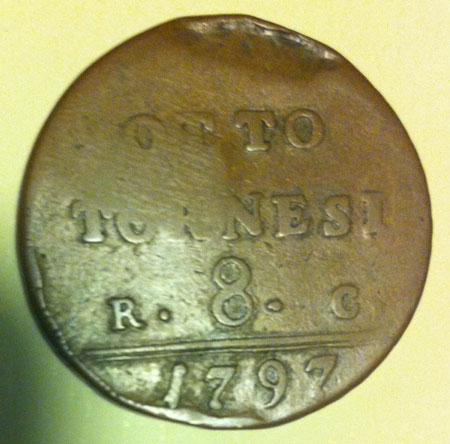 OTTO
TORNESI
R. 8. C
1797